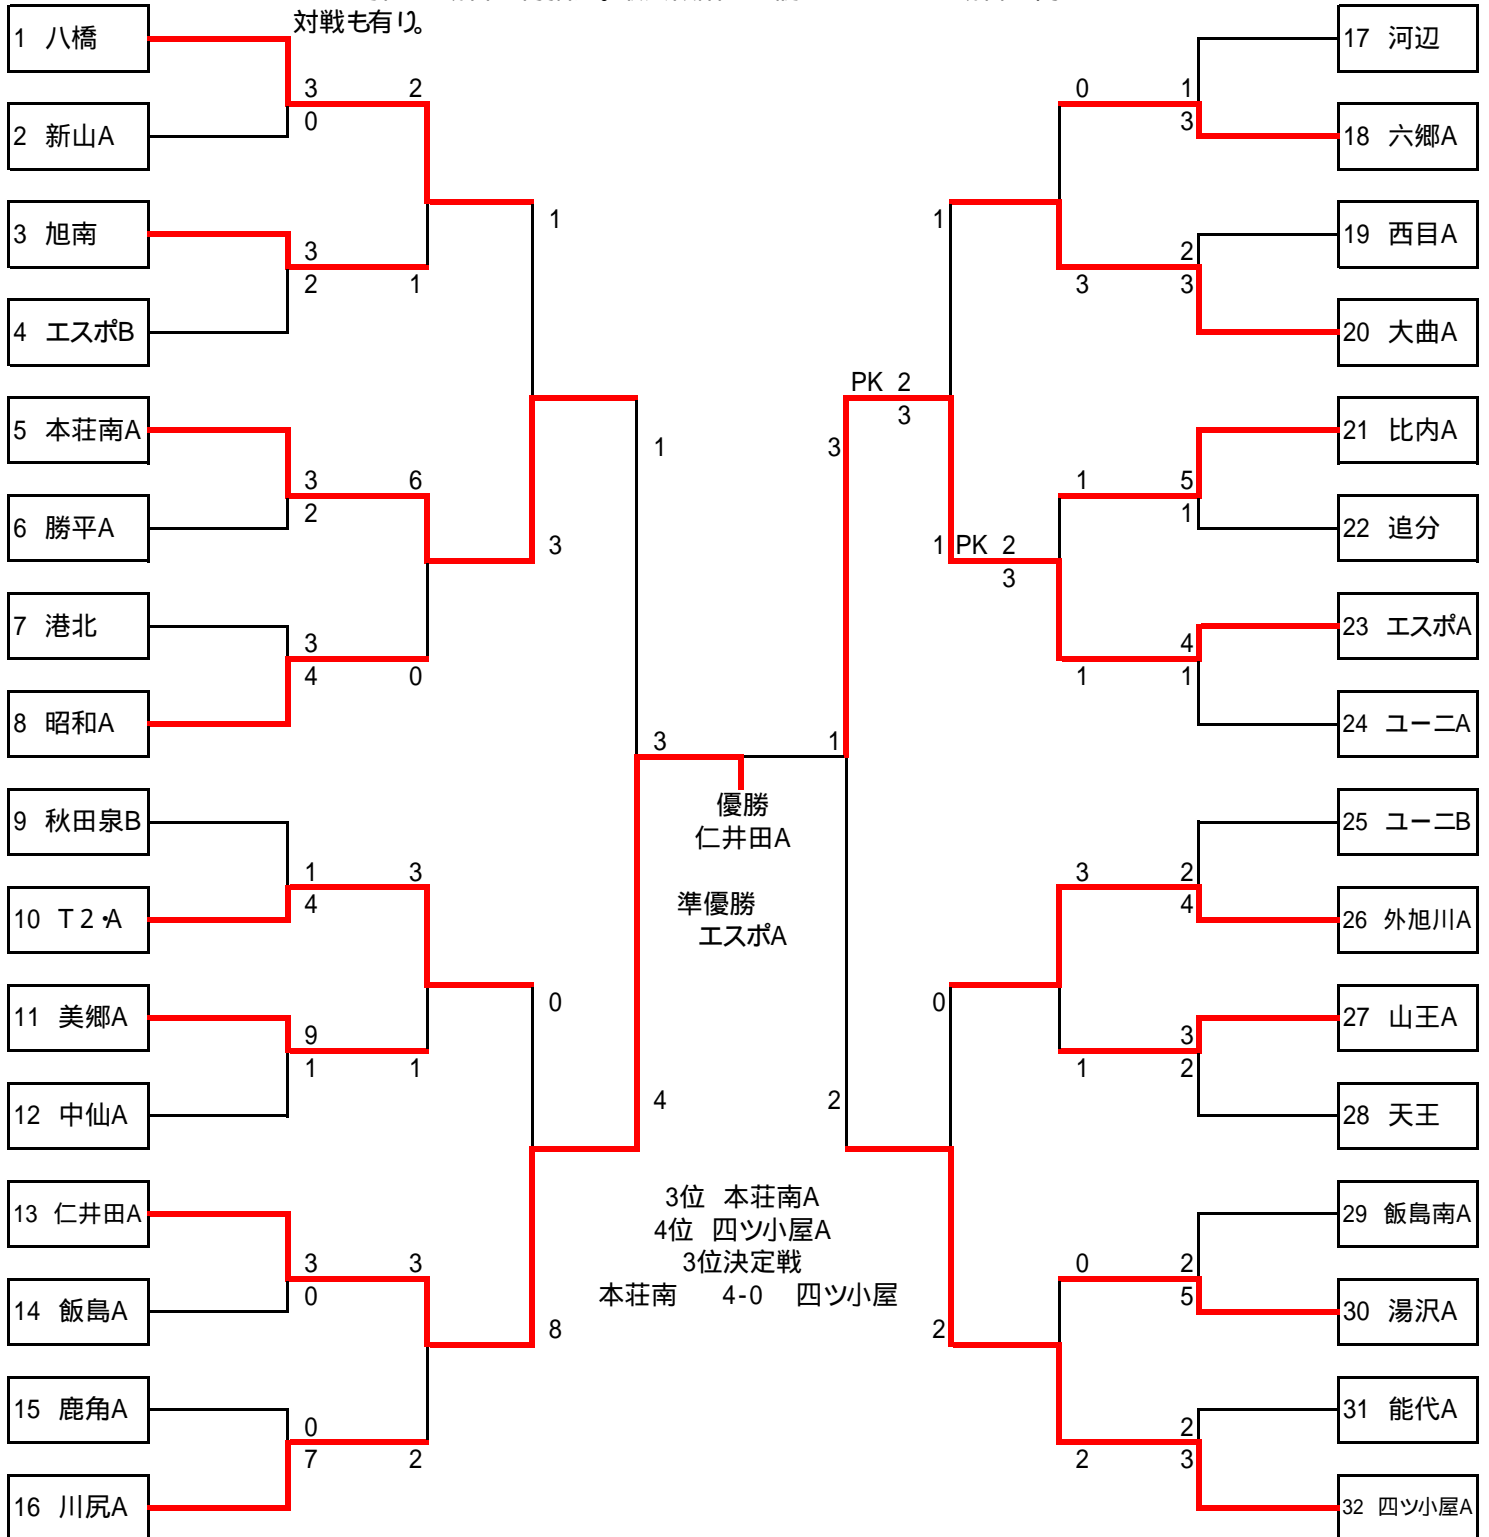 対戦も有り。
1 八橋
2 新山A
3 旭南
4 エスポB
5 本荘南A
6 勝平A
7 港北
8 昭和A
9 秋田泉B
10 T2・A
11 美郷A
12 中仙A
13 仁井田A
14 飯島A
15 鹿角A
16 川尻A
3 2
0
3
2 1
3 6
2
3
4 0
1 3
4
9
1 1
3 3
0
0
7 2
1
3
0
8
1
4
3 1
優勝
仁井田A
準優勝
エスポA
3位 本荘南A
4位 四ツ小屋A
3位決定戦
本荘南 4-0 四ツ小屋
3
2
PK 2
3
1
1 PK 2
3
0
2
0 1
3
2
3 3
1 5
1
4
1 1
3 2
4
3
1 2
0 2
5
2
2 3
17 河辺
18 六郷A
19 西目A
20 大曲A
21 比内A
22 追分
23 エスポA
24 ユーニA
25 ユーニB
26 外旭川A
27 山王A
28 天王
29 飯島南A
30 湯沢A
31 能代A
32 四ツ小屋A